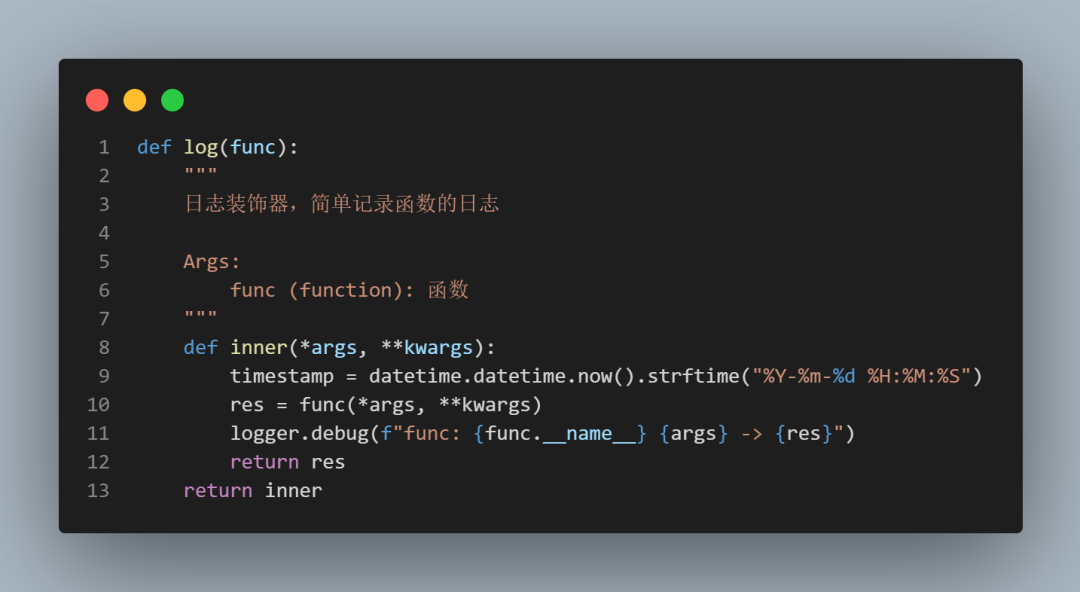 1 def log(func):
2     """
3     日志装饰器，简单记录函数的日志
4
5     Args:
6         func (function): 函数
7     """
8     def inner(*args, **kwargs):
9         timestamp = datetime.datetime.now().strftime("%Y-%m-%d %H:%M:%S")
10         res = func(*args, **kwargs)
11         logger.debug(f"func: {func.__name__} {args} -> {res}")
12         return res
13     return inner